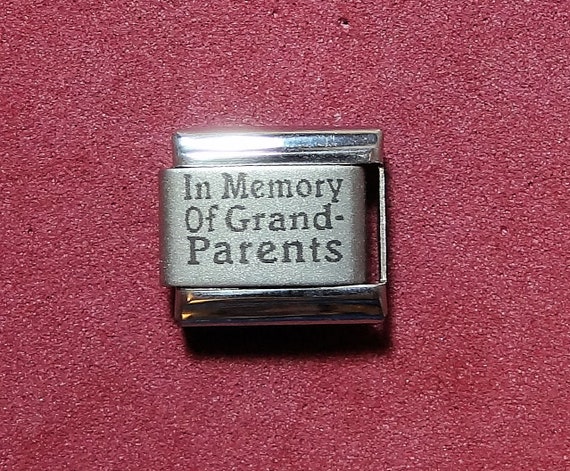 In Memory
Of Grand-
Parents